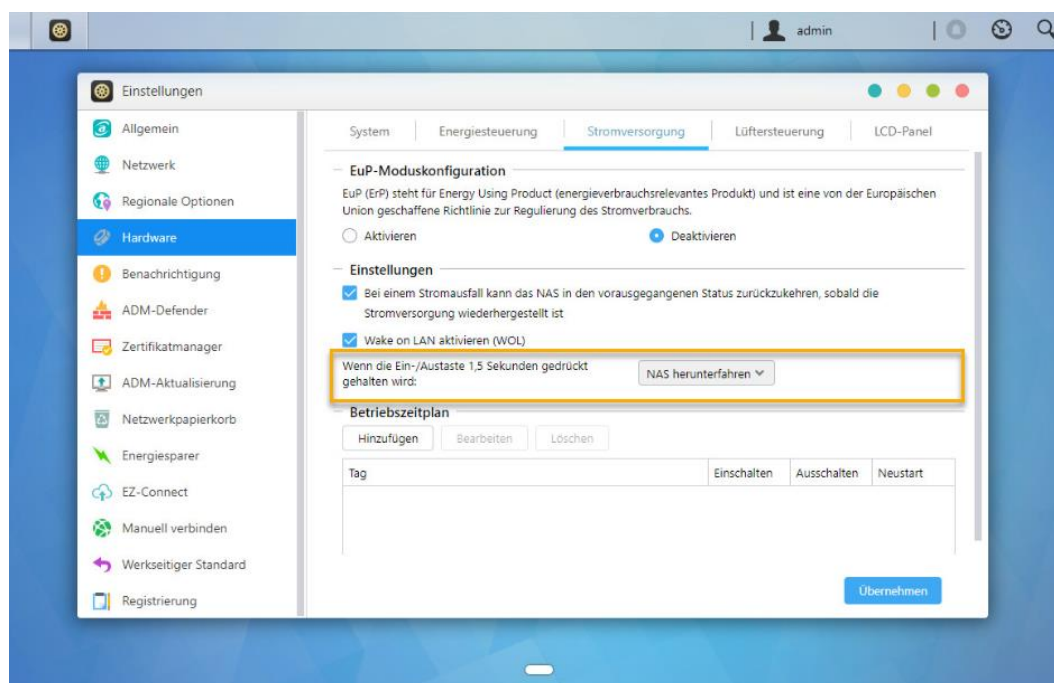 admin
Einstellungen
Allgemein
Netzwerk
Regionale Optionen
Hardware
Benachrichtigung
ADM-Defender
Zertifikatmanager
ADM-Aktualisierung
Netzwerkpapierkorb
Energiesparer
EZ-Connect
Manuell verbinden
Werkseitiger Standard
Registrierung
System Energiesteuerung Stromversorgung Lüftersteuerung LCD-Panel
EuP-Moduskonfiguration
EuP (ErP) steht für Energy Using Product (energieverbrauchsrelevantes Produkt) und ist eine von der Europäischen
Union geschaffene Richtlinie zur Regulierung des Stromverbrauchs.
Aktivieren Deaktivieren
Einstellungen
Bei einem Stromausfall kann das NAS in den vorausgegangenen Status zurückzukehren, sobald die
Stromversorgung wiederhergestellt ist
Wake on LAN aktivieren (WOL)
Wenn die Ein-/Austaste 1,5 Sekunden gedrückt
gehalten wird:
NAS herunterfahren
Betriebszeitplan
Hinzufügen Bearbeiten Löschen
Tag Einschalten Ausschalten Neustart
Übernehmen